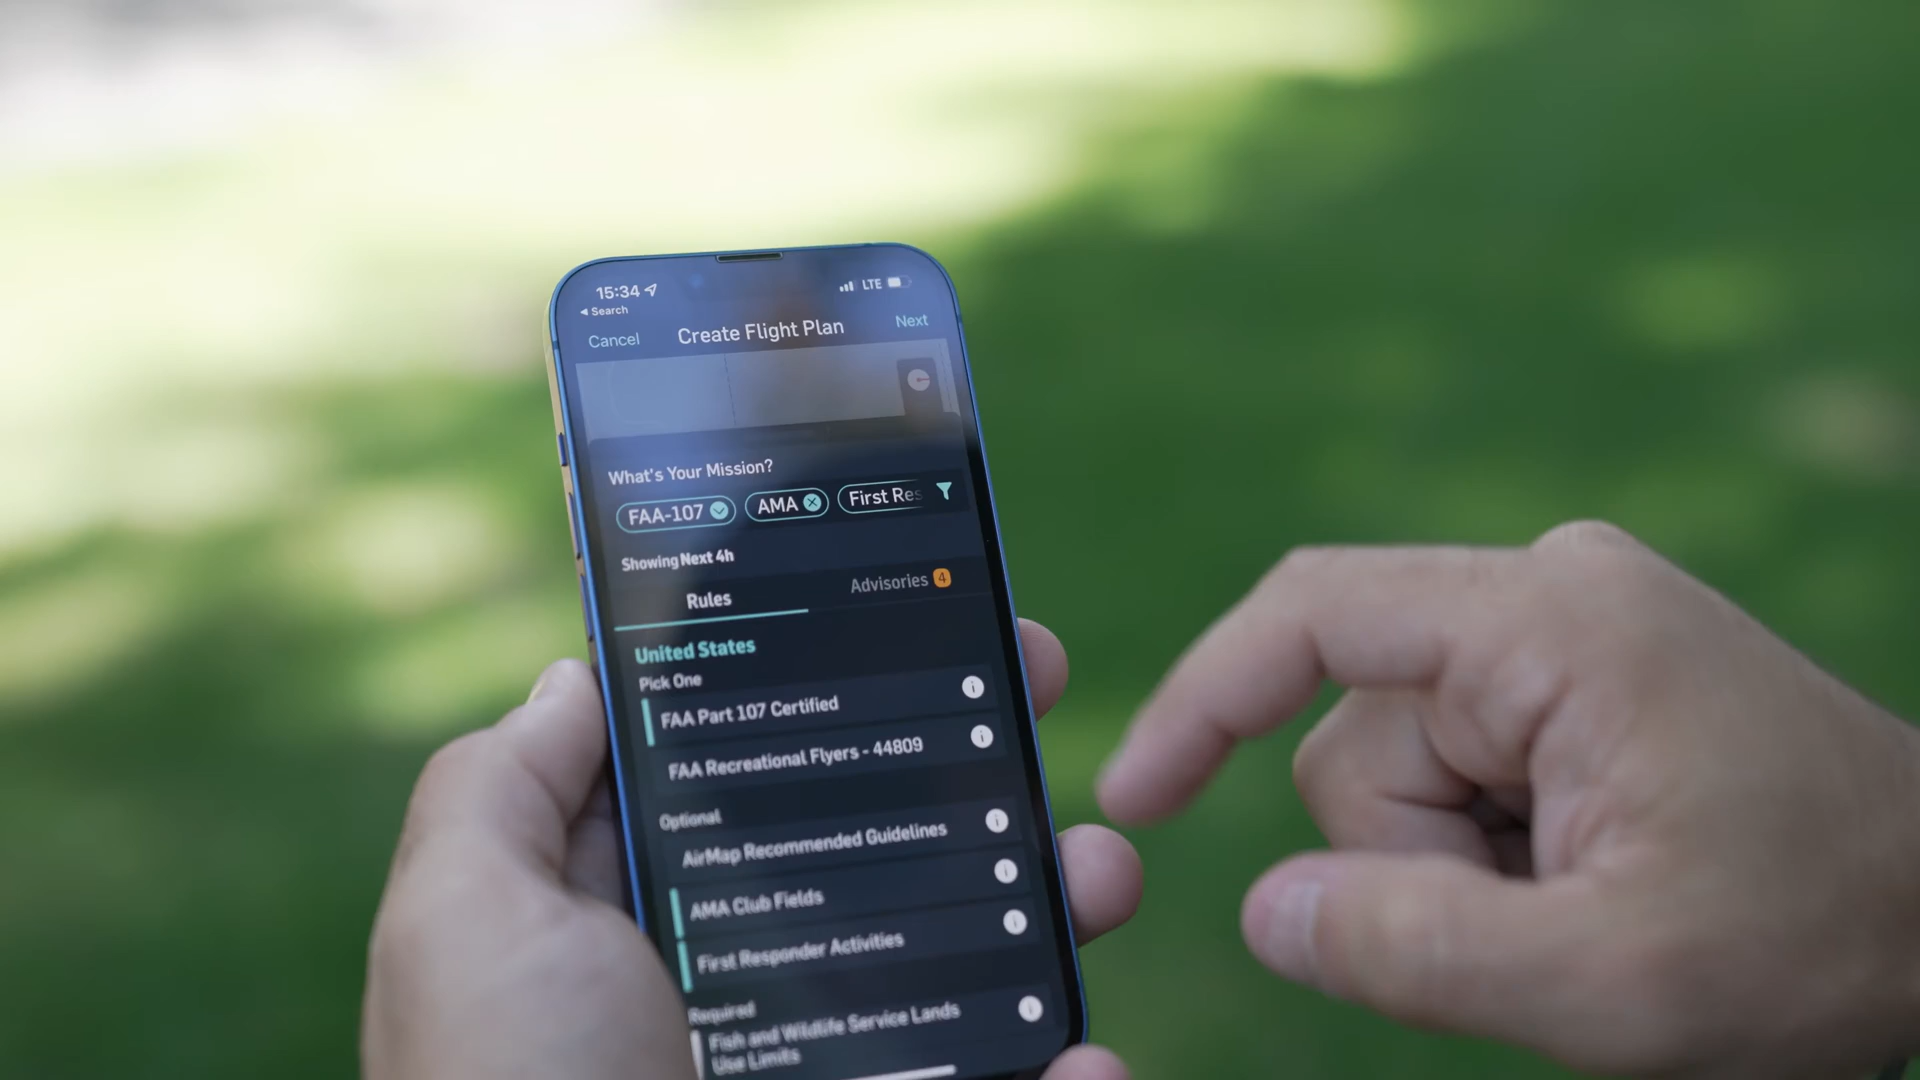 15:34
LTE
Search
Cancel
Create Flight Plan
Next
What's Your Mission?
FAA-107
AMA
First Res
Showing Next 4h
Rules
Advisories 4
United States
Pick One
FAA Part 107 Certified
FAA Recreational Flyers - 44809
Optional
AirMap Recommended Guidelines
AMA Club Fields
First Responder Activities
Required
Fish and Wildlife Service Lands
Use Limits